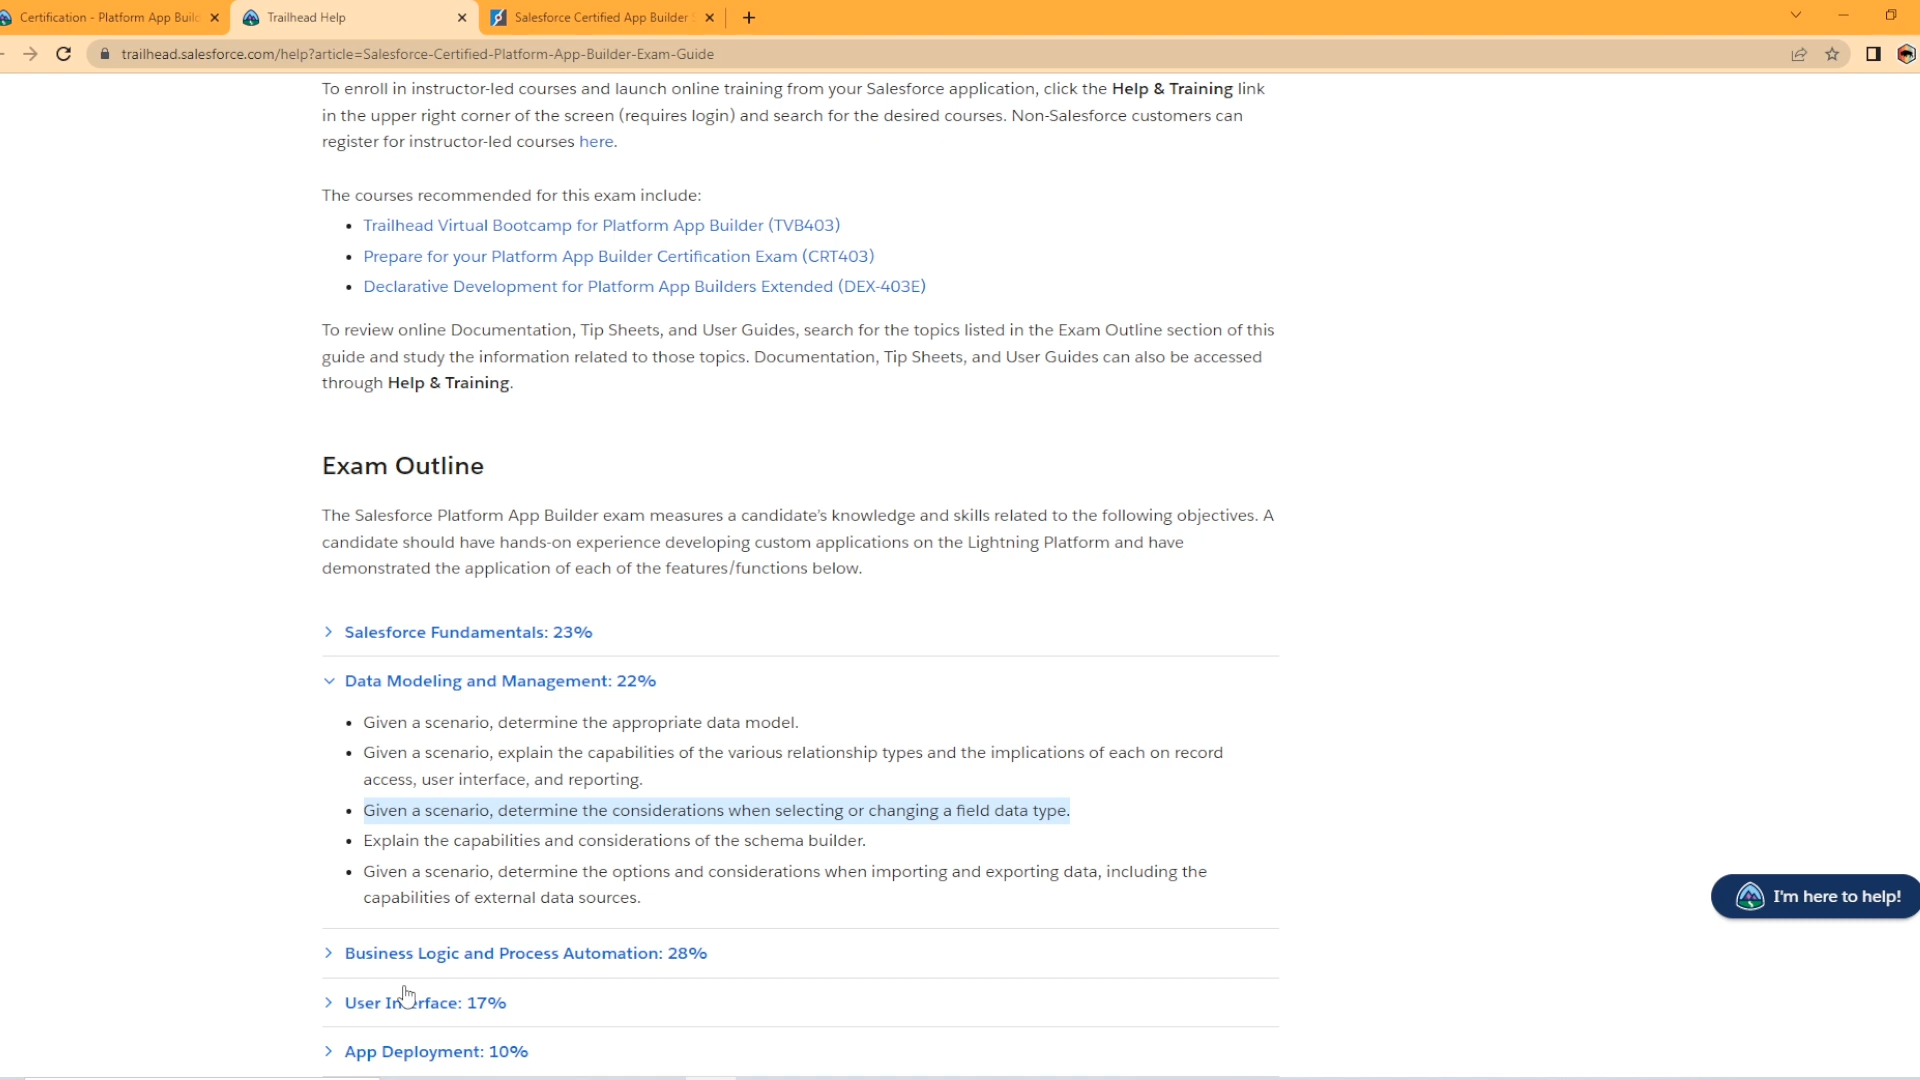 Certification - Platform App Buil
Trailhead Help
Salesforce Certified App Builder
trailhead.salesforce.com/help?article=Salesforce-Certified-Platform-App-Builder-Exam-Guide
To enroll in instructor-led courses and launch online training from your Salesforce application, click the Help & Training link
in the upper right corner of the screen (requires login) and search for the desired courses. Non-Salesforce customers can
register for instructor-led courses here.
The courses recommended for this exam include:
• Trailhead Virtual Bootcamp for Platform App Builder (TVB403)
• Prepare for your Platform App Builder Certification Exam (CRT403)
• Declarative Development for Platform App Builders Extended (DEX-403E)
To review online Documentation, Tip Sheets, and User Guides, search for the topics listed in the Exam Outline section of this
guide and study the information related to those topics. Documentation, Tip Sheets, and User Guides can also be accessed
through Help & Training.
Exam Outline
The Salesforce Platform App Builder exam measures a candidate's knowledge and skills related to the following objectives. A
candidate should have hands-on experience developing custom applications on the Lightning Platform and have
demonstrated the application of each of the features/functions below.
Salesforce Fundamentals: 23%
Data Modeling and Management: 22%
• Given a scenario, determine the appropriate data model.
• Given a scenario, explain the capabilities of the various relationship types and the implications of each on record
access, user interface, and reporting.
• Given a scenario, determine the considerations when selecting or changing a field data type.
• Explain the capabilities and considerations of the schema builder.
• Given a scenario, determine the options and considerations when importing and exporting data, including the
capabilities of external data sources.
I'm here to help!
Business Logic and Process Automation: 28%
User Interface: 17%
App Deployment: 10%